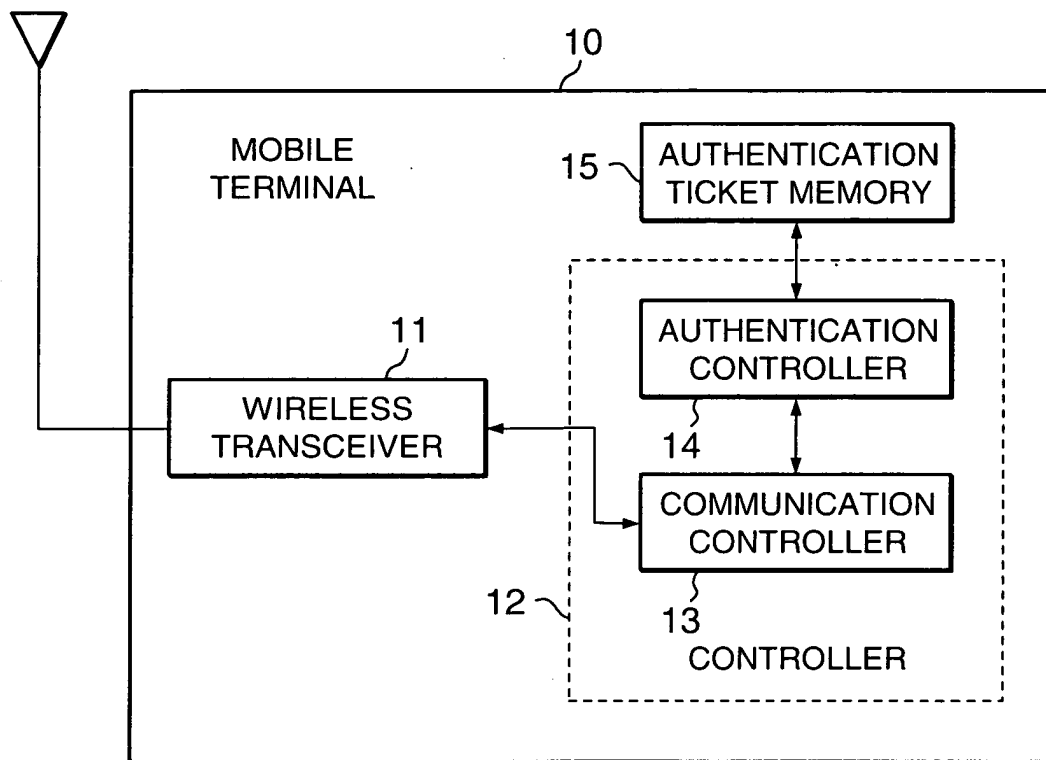 10
MOBILE
TERMINAL
15
AUTHENTICATION
TICKET MEMORY
11
WIRELESS
TRANSCEIVER
AUTHENTICATION
CONTROLLER
14
COMMUNICATION
CONTROLLER
12
13
CONTROLLER